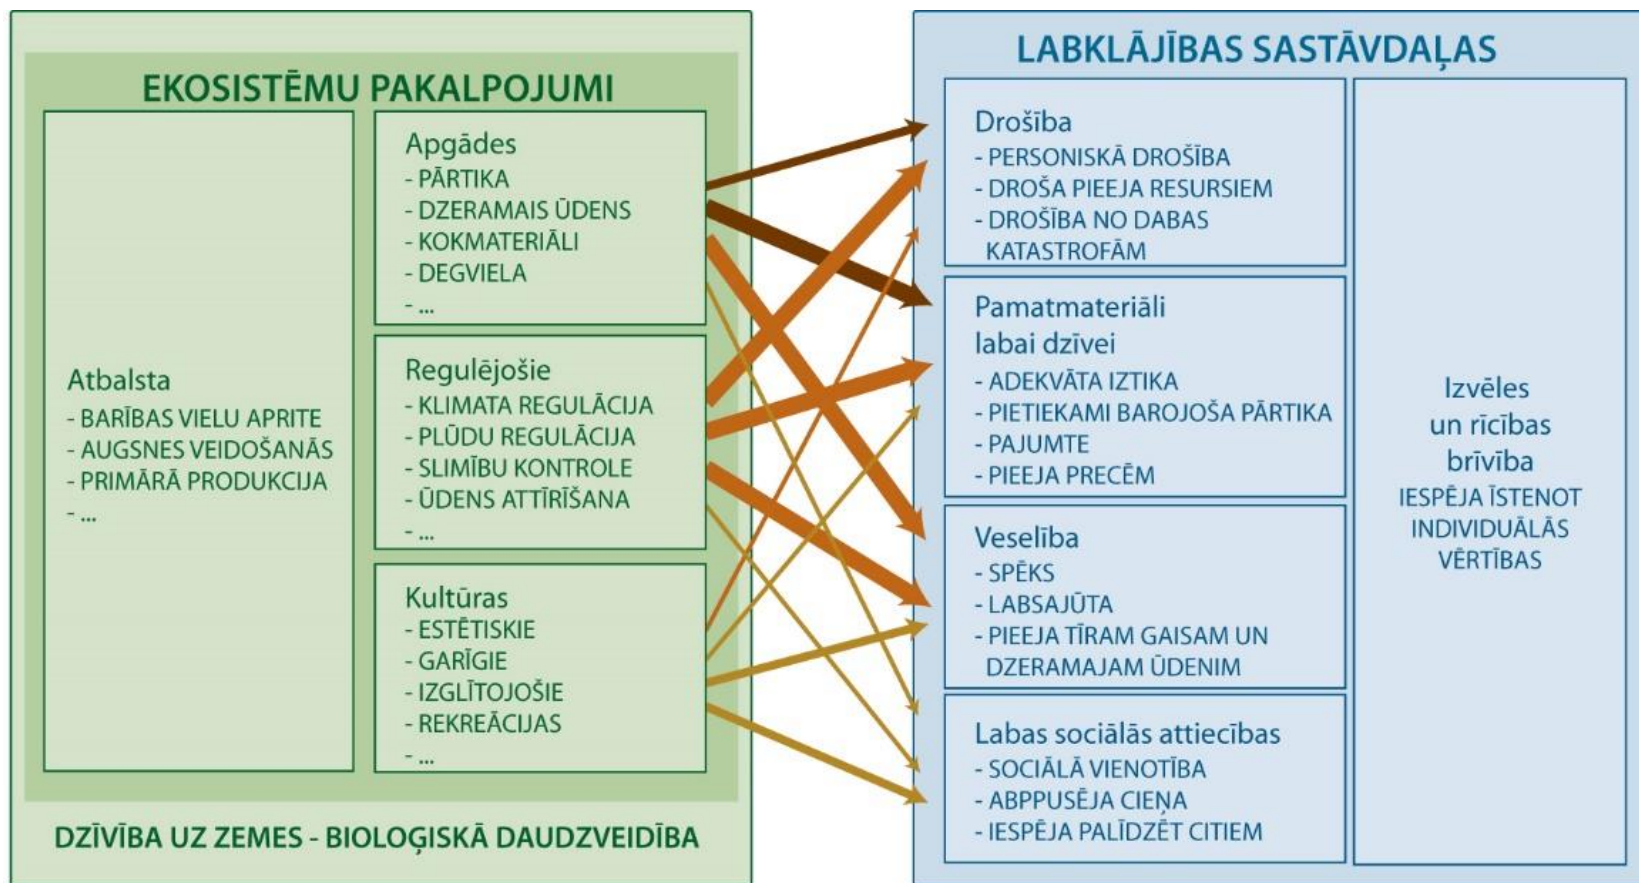 EKOSISTĒMU PAKALPOJUMI
Atbalsta
- BARĪBAS VIELU APRITE
- AUGSNES VEIDOŠANĀS
- PRIMĀRĀ PRODUKCIJA
- ...
Apgādes
- PĀRTIKA
- DZERAMAIS ŪDENS
- KOKMATERIĀLI
- DEGVIELA
- ...
Regulējošie
- KLIMATA REGULĀCIJA
- PLŪDU REGULĀCIJA
- SLIMĪBU KONTROLE
- ŪDENS ATTĪRĪŠANA
- ...
Kultūras
- ESTĒTISKIE
- GARĪGIE
- IZGLĪTOJOŠIE
- REKREĀCIJAS
- ...
DZĪVĪBA UZ ZEMES - BIOLOĢISKĀ DAUDZVEIDĪBA
LABKLĀJĪBAS SASTĀVDAĻAS
Drošība
- PERSONISKĀ DROŠĪBA
- DROŠA PIEEJA RESURSIEM
- DROŠĪBA NO DABAS
KATASTROFĀM
Pamatmateriāli
labai dzīvei
- ADEKVĀTA IZTIKA
- PIETIEKAMI BAROJOŠA PĀRTIKA
- PAJUMTE
- PIEEJA PRECĒM
Veselība
- SPĒKS
- LABSAJŪTA
- PIEEJA TĪRAM GAISAM UN
DZERAMAJAM ŪDENIM
Labas sociālās attiecības
- SOCIĀLĀ VIENOTĪBA
- ABPPUSĒJA CIEŅA
- IESPĒJA PALĪDZĒT CITIEM
Izvēles
un rīcības
brīvība
IESPĒJA ĪSTENOT
INDIVIDUĀLĀS
VĒRTĪBAS